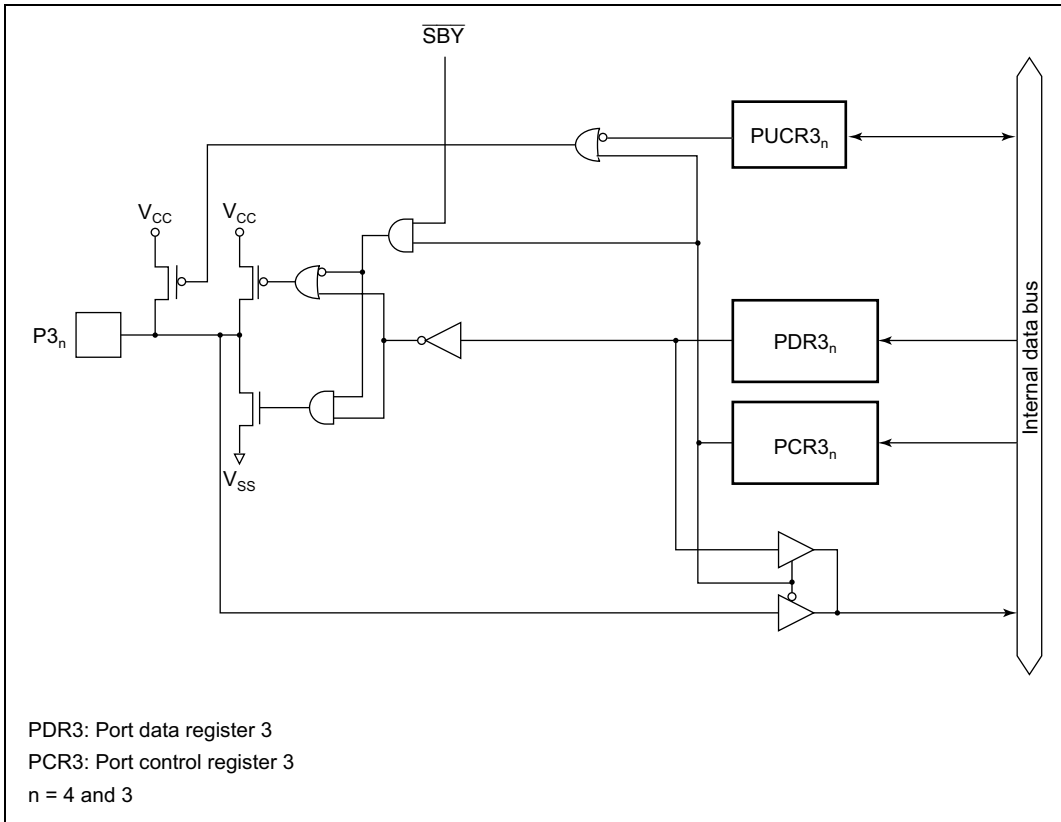 SBY
PUCR3n
VCC
VCC
P3n
PDR3n
PCR3n
VSS
Internal data bus
PDR3: Port data register 3
PCR3: Port control register 3
n = 4 and 3